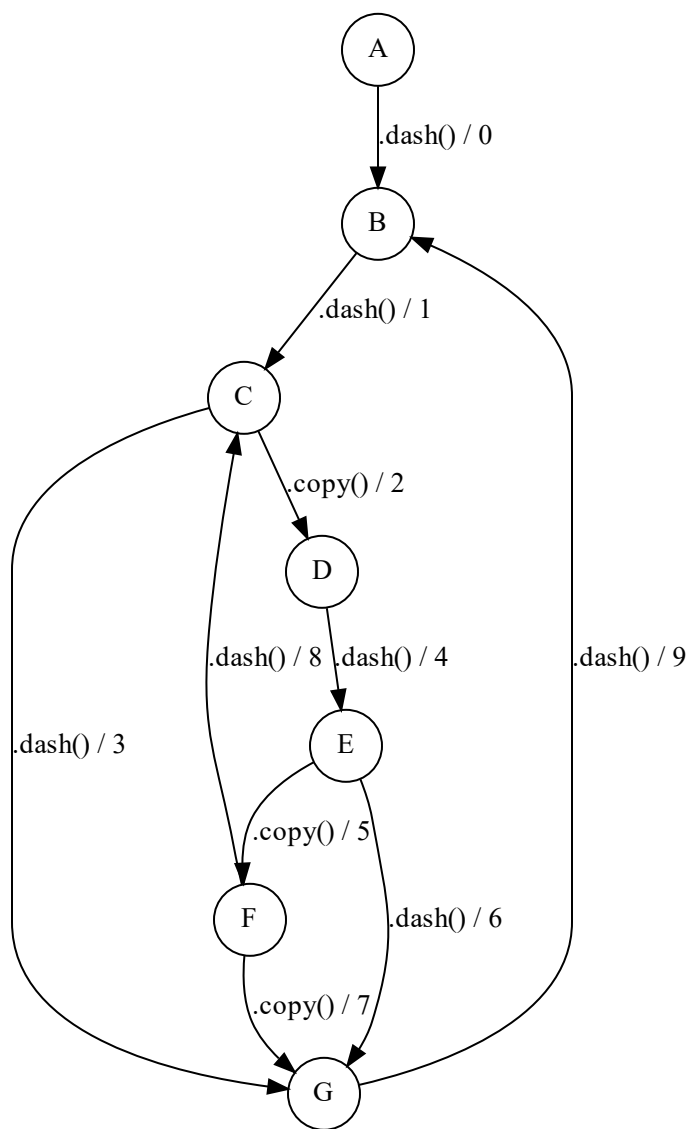 A
.dash() / 0
B
.dash() / 1
C
.copy() / 2
D
.dash() / 8
.dash() / 4
.dash() / 9
.dash() / 3
E
.copy() / 5
F
.dash() / 6
.copy() / 7
G